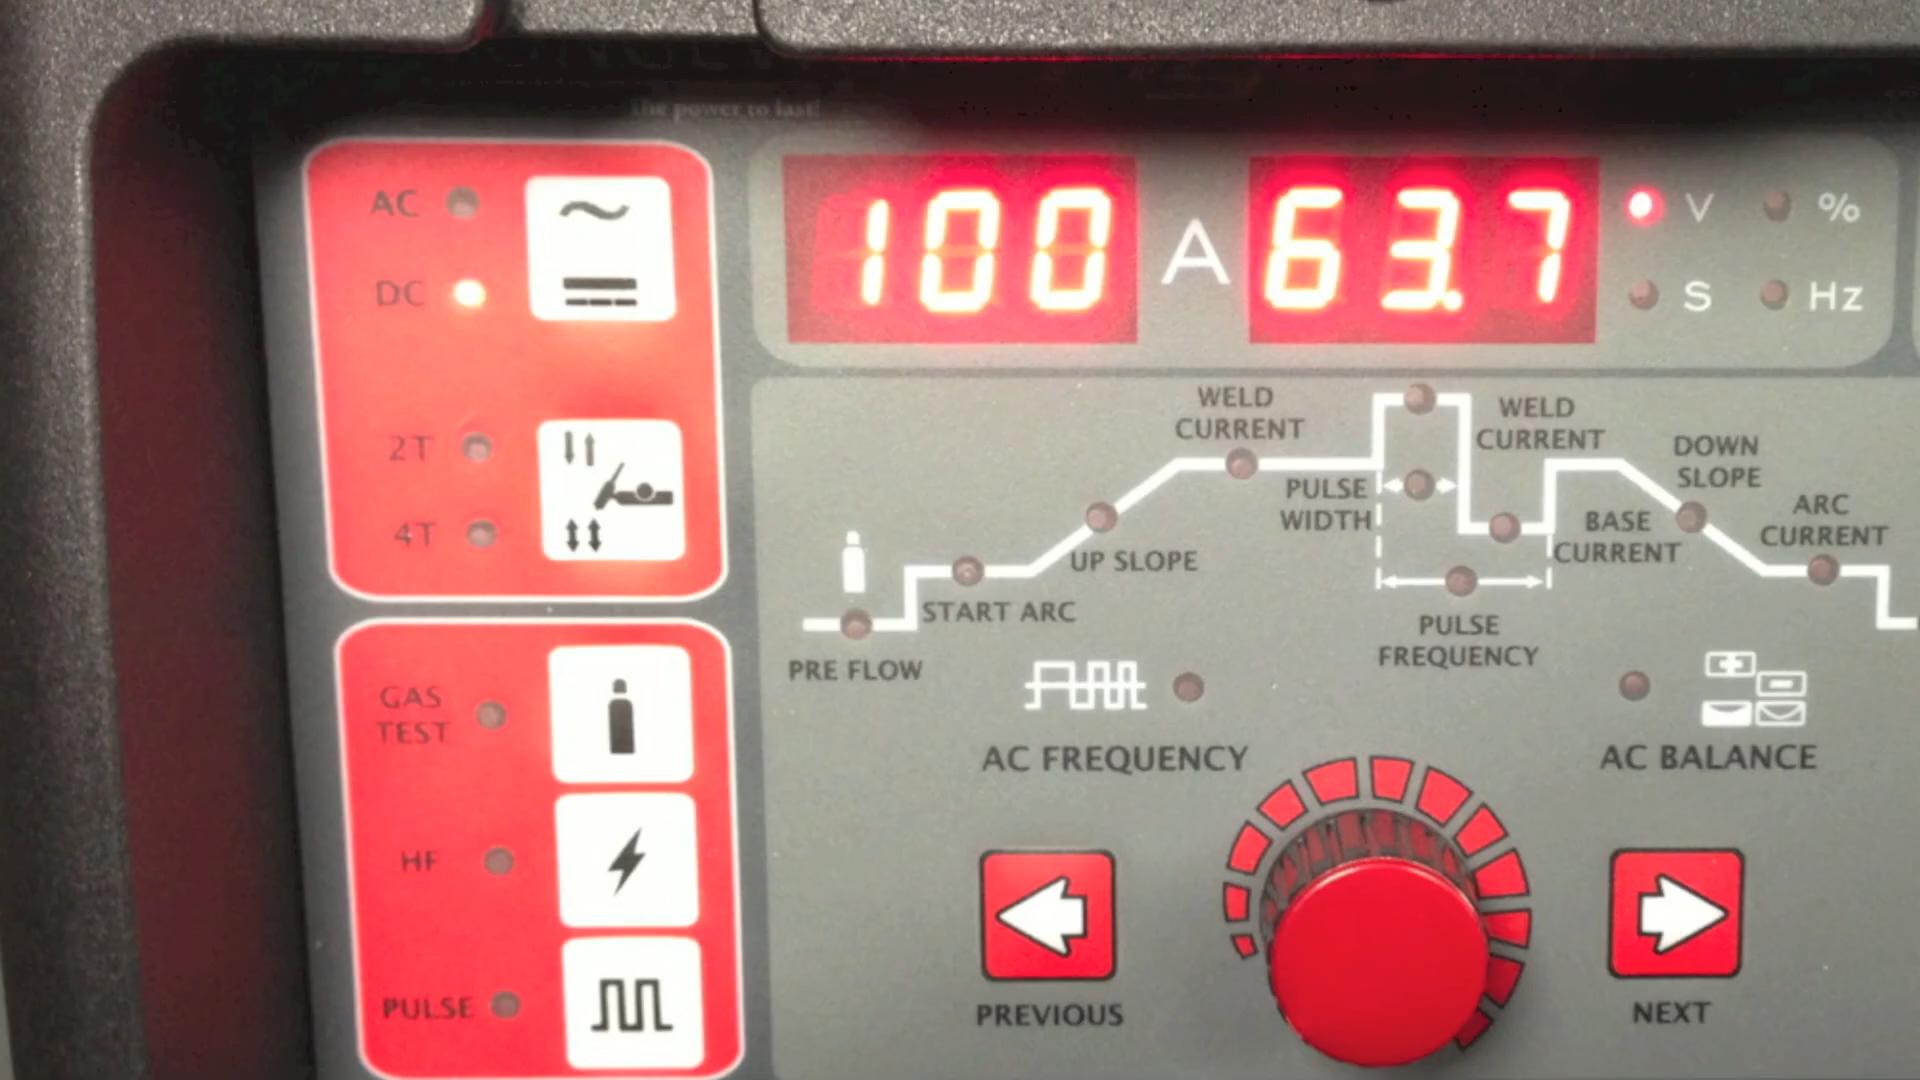 the power to last!
AC
DC
2T
4T
100 A 63.7
V %
S Hz
WELD
CURRENT
WELD
CURRENT
DOWN
SLOPE
PULSE
WIDTH
BASE
CURRENT
ARC
CURRENT
UP SLOPE
START ARC
PRE FLOW
PULSE
FREQUENCY
AC FREQUENCY
AC BALANCE
GAS
TEST
HF
PULSE
PREVIOUS
NEXT